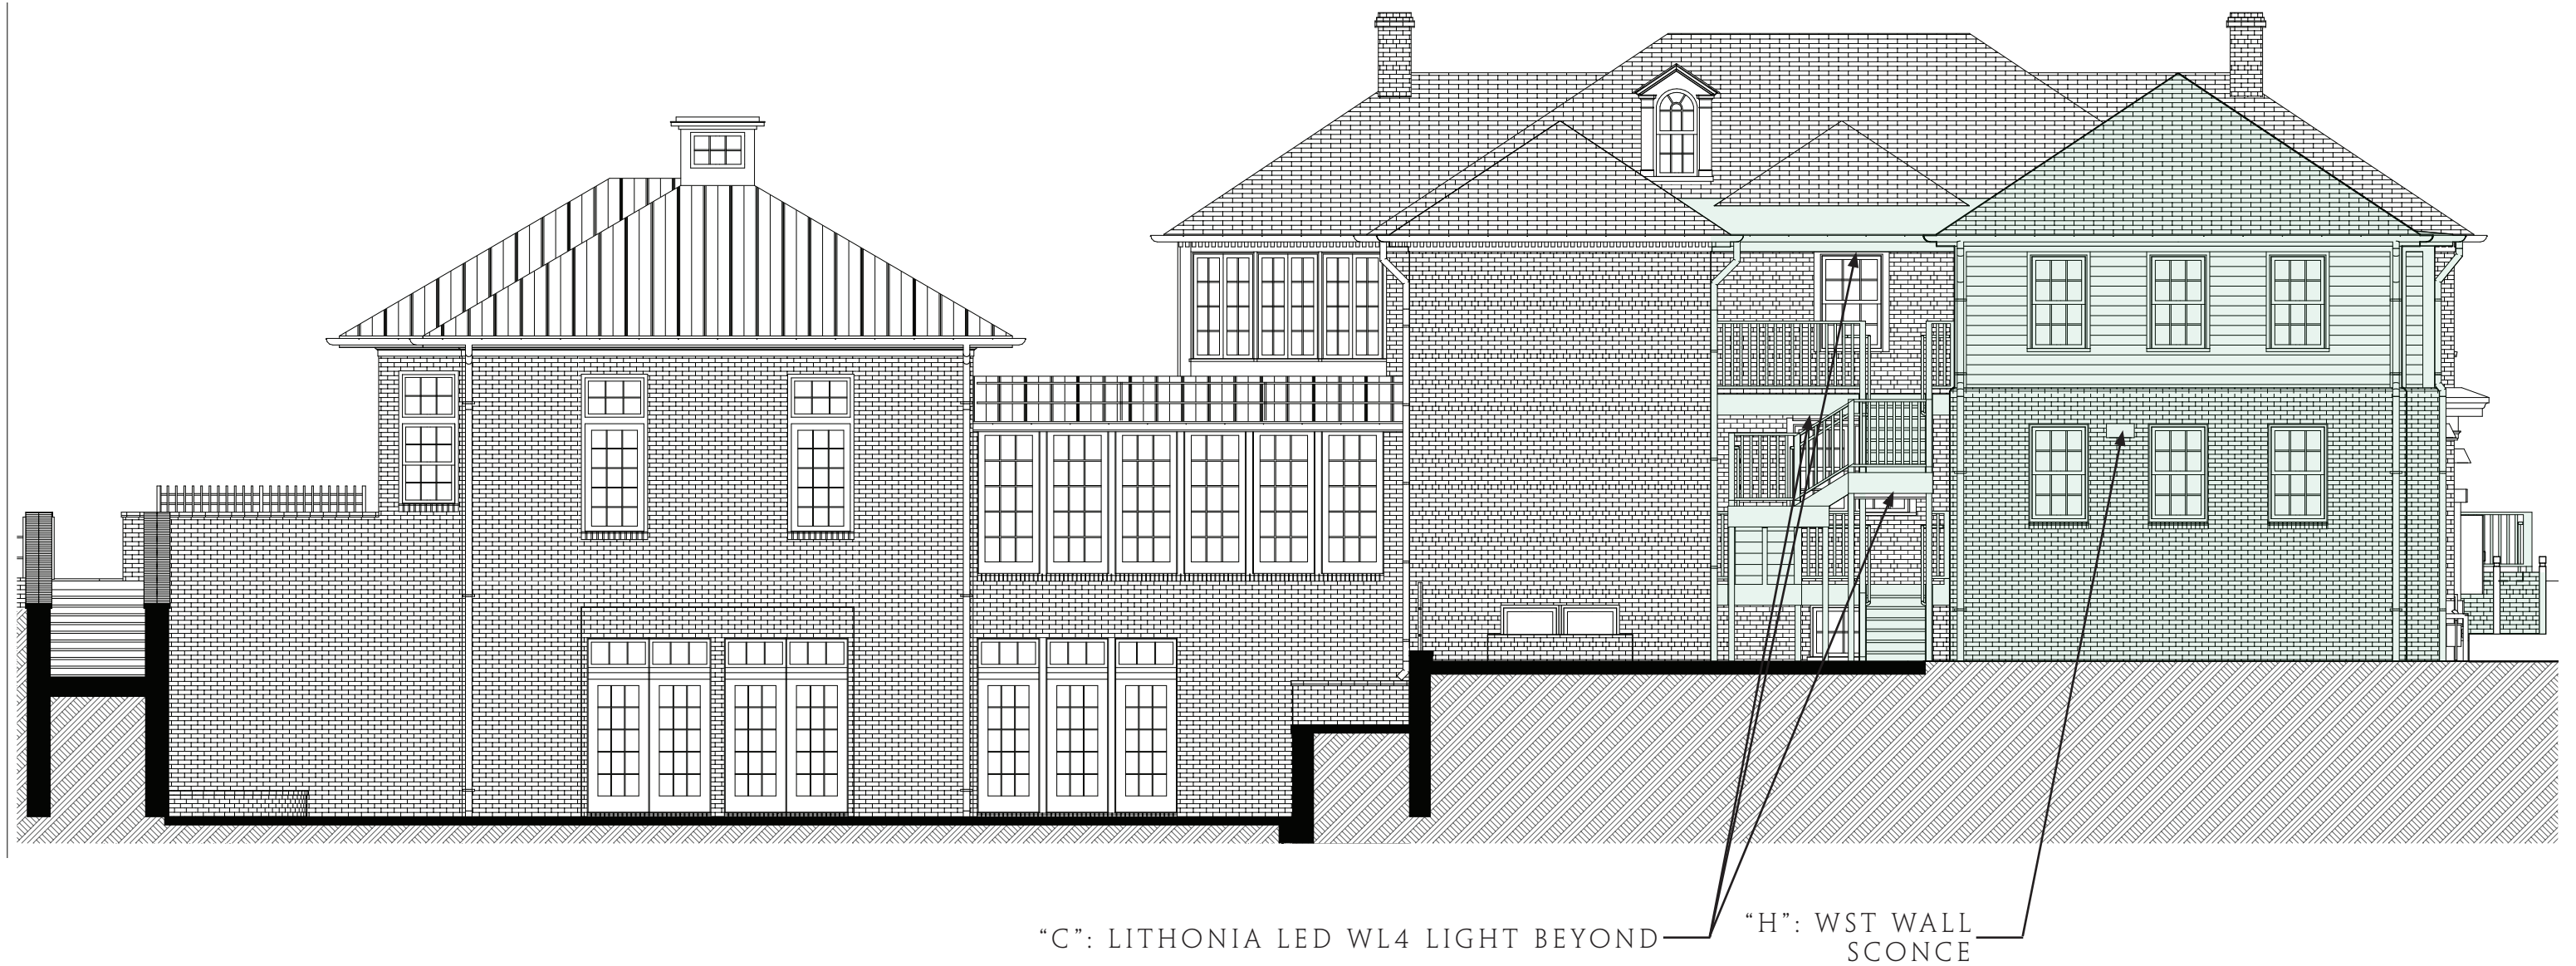 “C”: LITHONIA LED WL4 LIGHT BEYOND
“H”: WST WALL
SCONCE